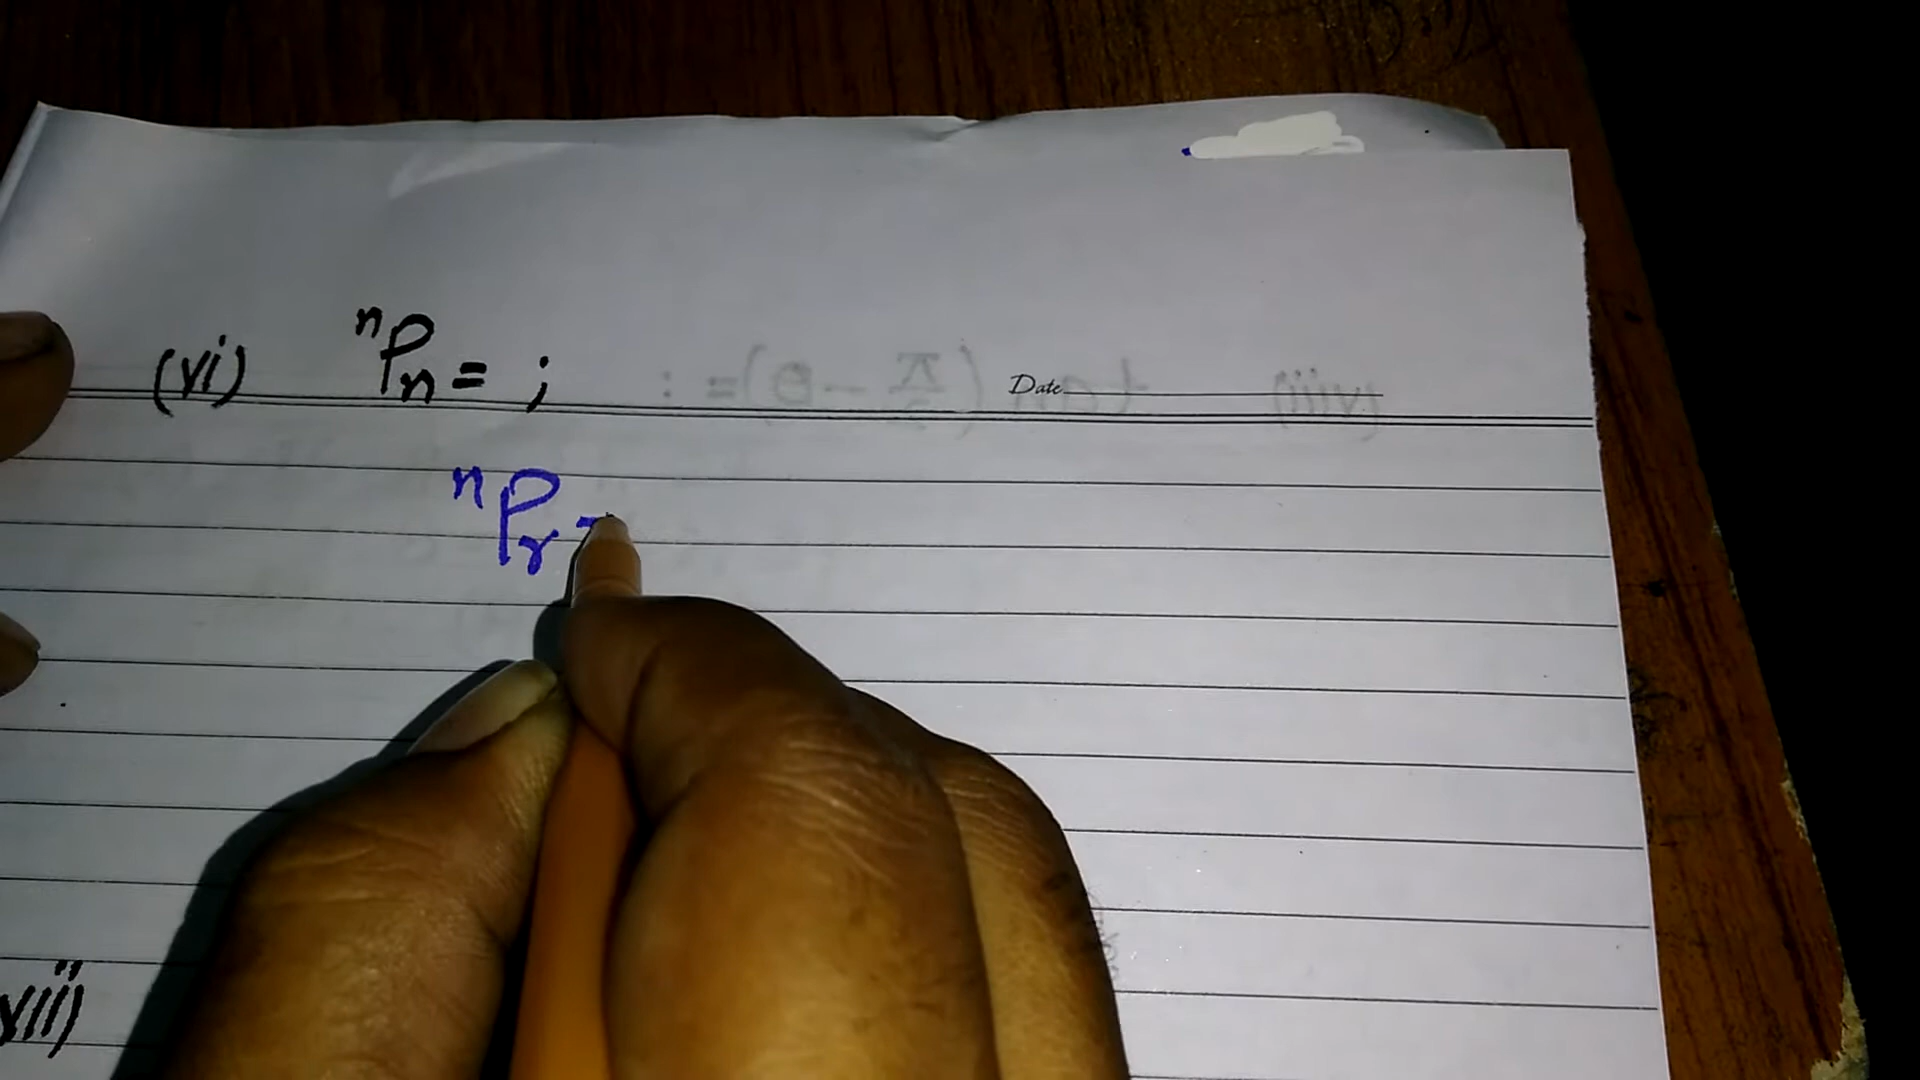 (vi) ⁿPₙ = ;
Date
ⁿPᵣ =
vii)